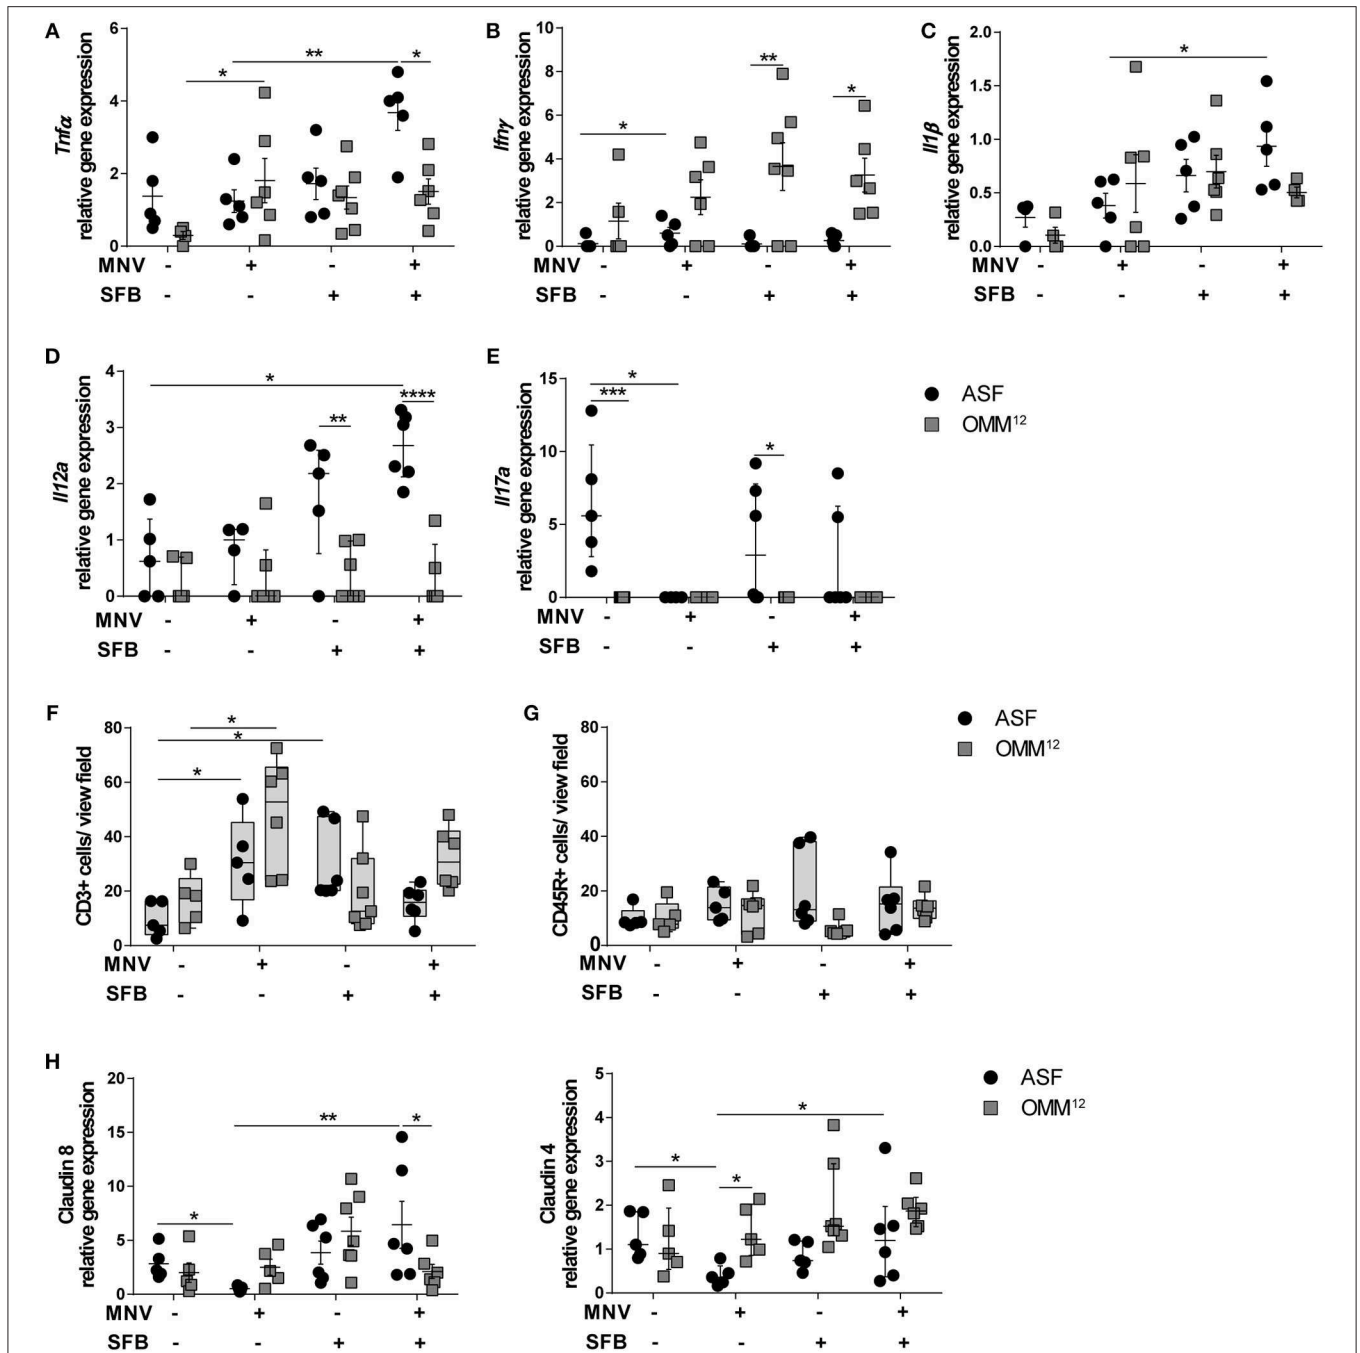 A
Tnfα
relative gene expression
6
4
2
0
*
**
*
MNV - + - +
SFB - - + +
B
Ifnγ
relative gene expression
10
8
6
4
2
0
*
**
*
- + - +
- - + +
C
Il1β
relative gene expression
2.0
1.5
1.0
0.5
0.0
*
- + - +
- - + +
D
Il12a
relative gene expression
4
3
2
1
0
*
**
****
MNV - + - +
SFB - - + +
E
Il17a
relative gene expression
15
10
5
0
*
***
*
MNV - + - +
SFB - - + +
ASF
OMM¹²
F
CD3+ cells/ view field
80
60
40
20
0
*
*
*
MNV - + - +
SFB - - + +
G
CD45R+ cells/ view field
80
60
40
20
0
MNV - + - +
SFB - - + +
ASF
OMM¹²
H
Claudin 8
relative gene expression
20
15
10
5
0
*
**
*
MNV - + - +
SFB - - + +
Claudin 4
relative gene expression
5
4
3
2
1
0
*
*
*
MNV - + - +
SFB - - + +
ASF
OMM¹²